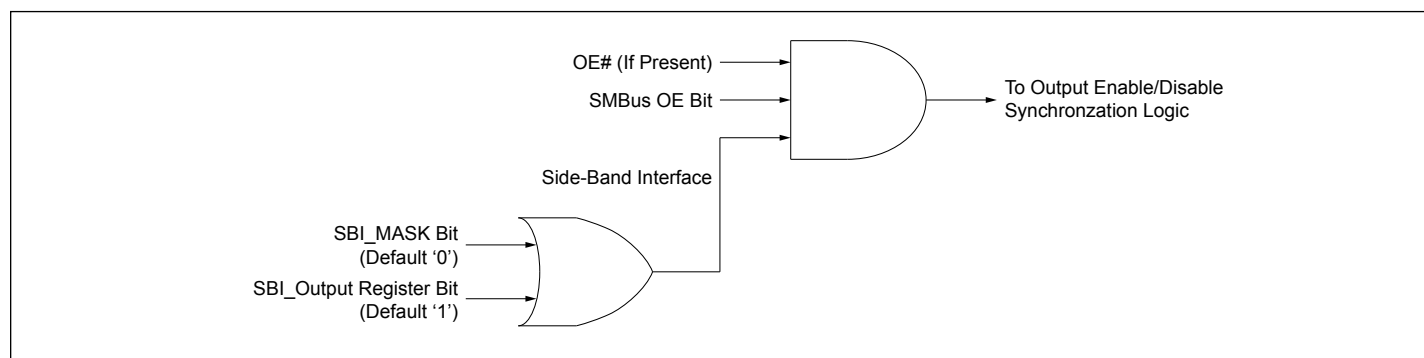 OE# (If Present)
SMBus OE Bit
To Output Enable/Disable
Synchronzation Logic
Side-Band Interface
SBI_MASK Bit
(Default ‘0’)
SBI_Output Register Bit
(Default ‘1’)